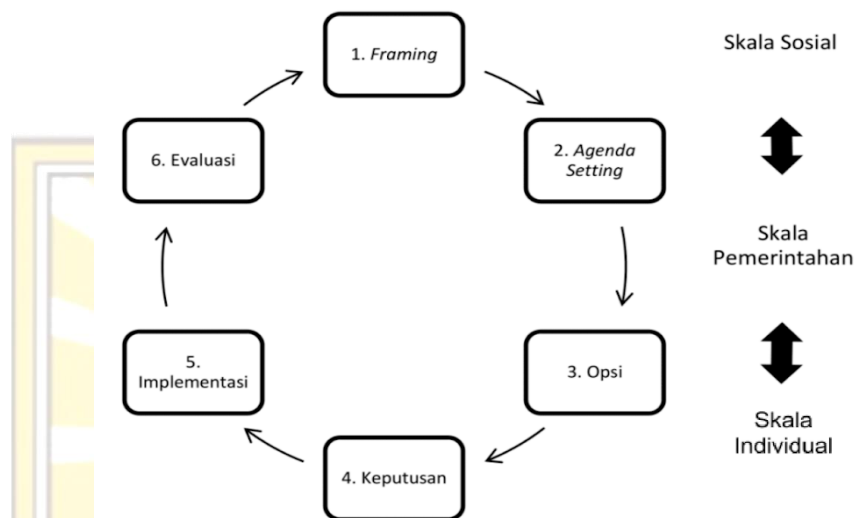 1. Framing
Skala Sosial
6. Evaluasi
2. Agenda
Setting
Skala
Pemerintahan
5.
Implementasi
3. Opsi
Skala
Individual
4. Keputusan